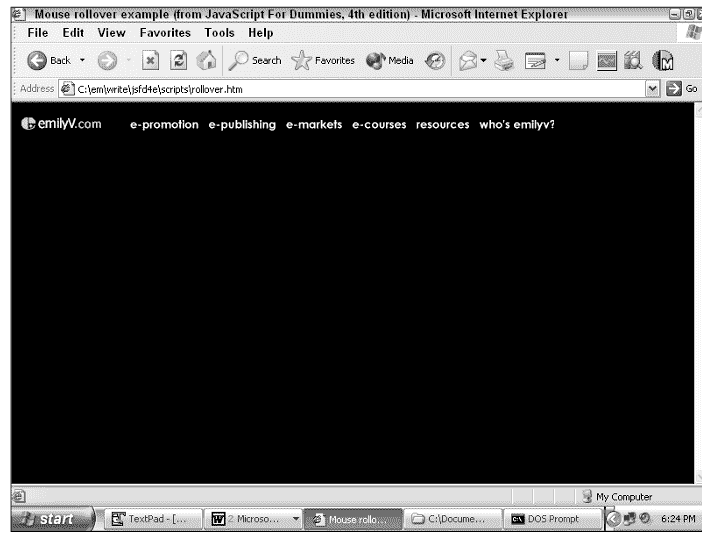 Mouse rollover example (from JavaScript For Dummies, 4th edition) - Microsoft Internet Explorer
File Edit View Favorites Tools Help
Back Search Favorites Media
Address C:\em\write\jsfd4e\scripts\rollover.htm Go
emilyV.com e-promotion e-publishing e-markets e-courses resources who's emilyv?
My Computer
start TextPad - [... 2 Microso... Mouse rollo... C:\Docume... DOS Prompt 6:24 PM